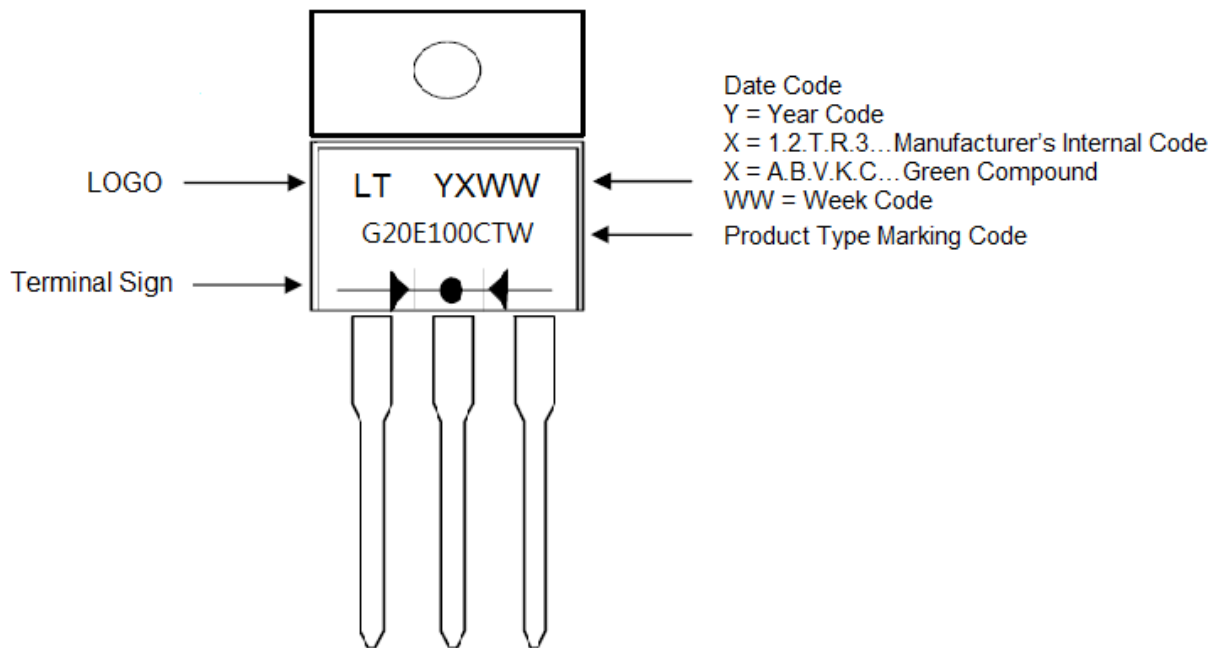 Date Code
Y = Year Code
X = 1.2.T.R.3...Manufacturer's Internal Code
X = A.B.V.K.C...Green Compound
WW = Week Code
LOGO
LT YXWW
G20E100CTW
Product Type Marking Code
Terminal Sign